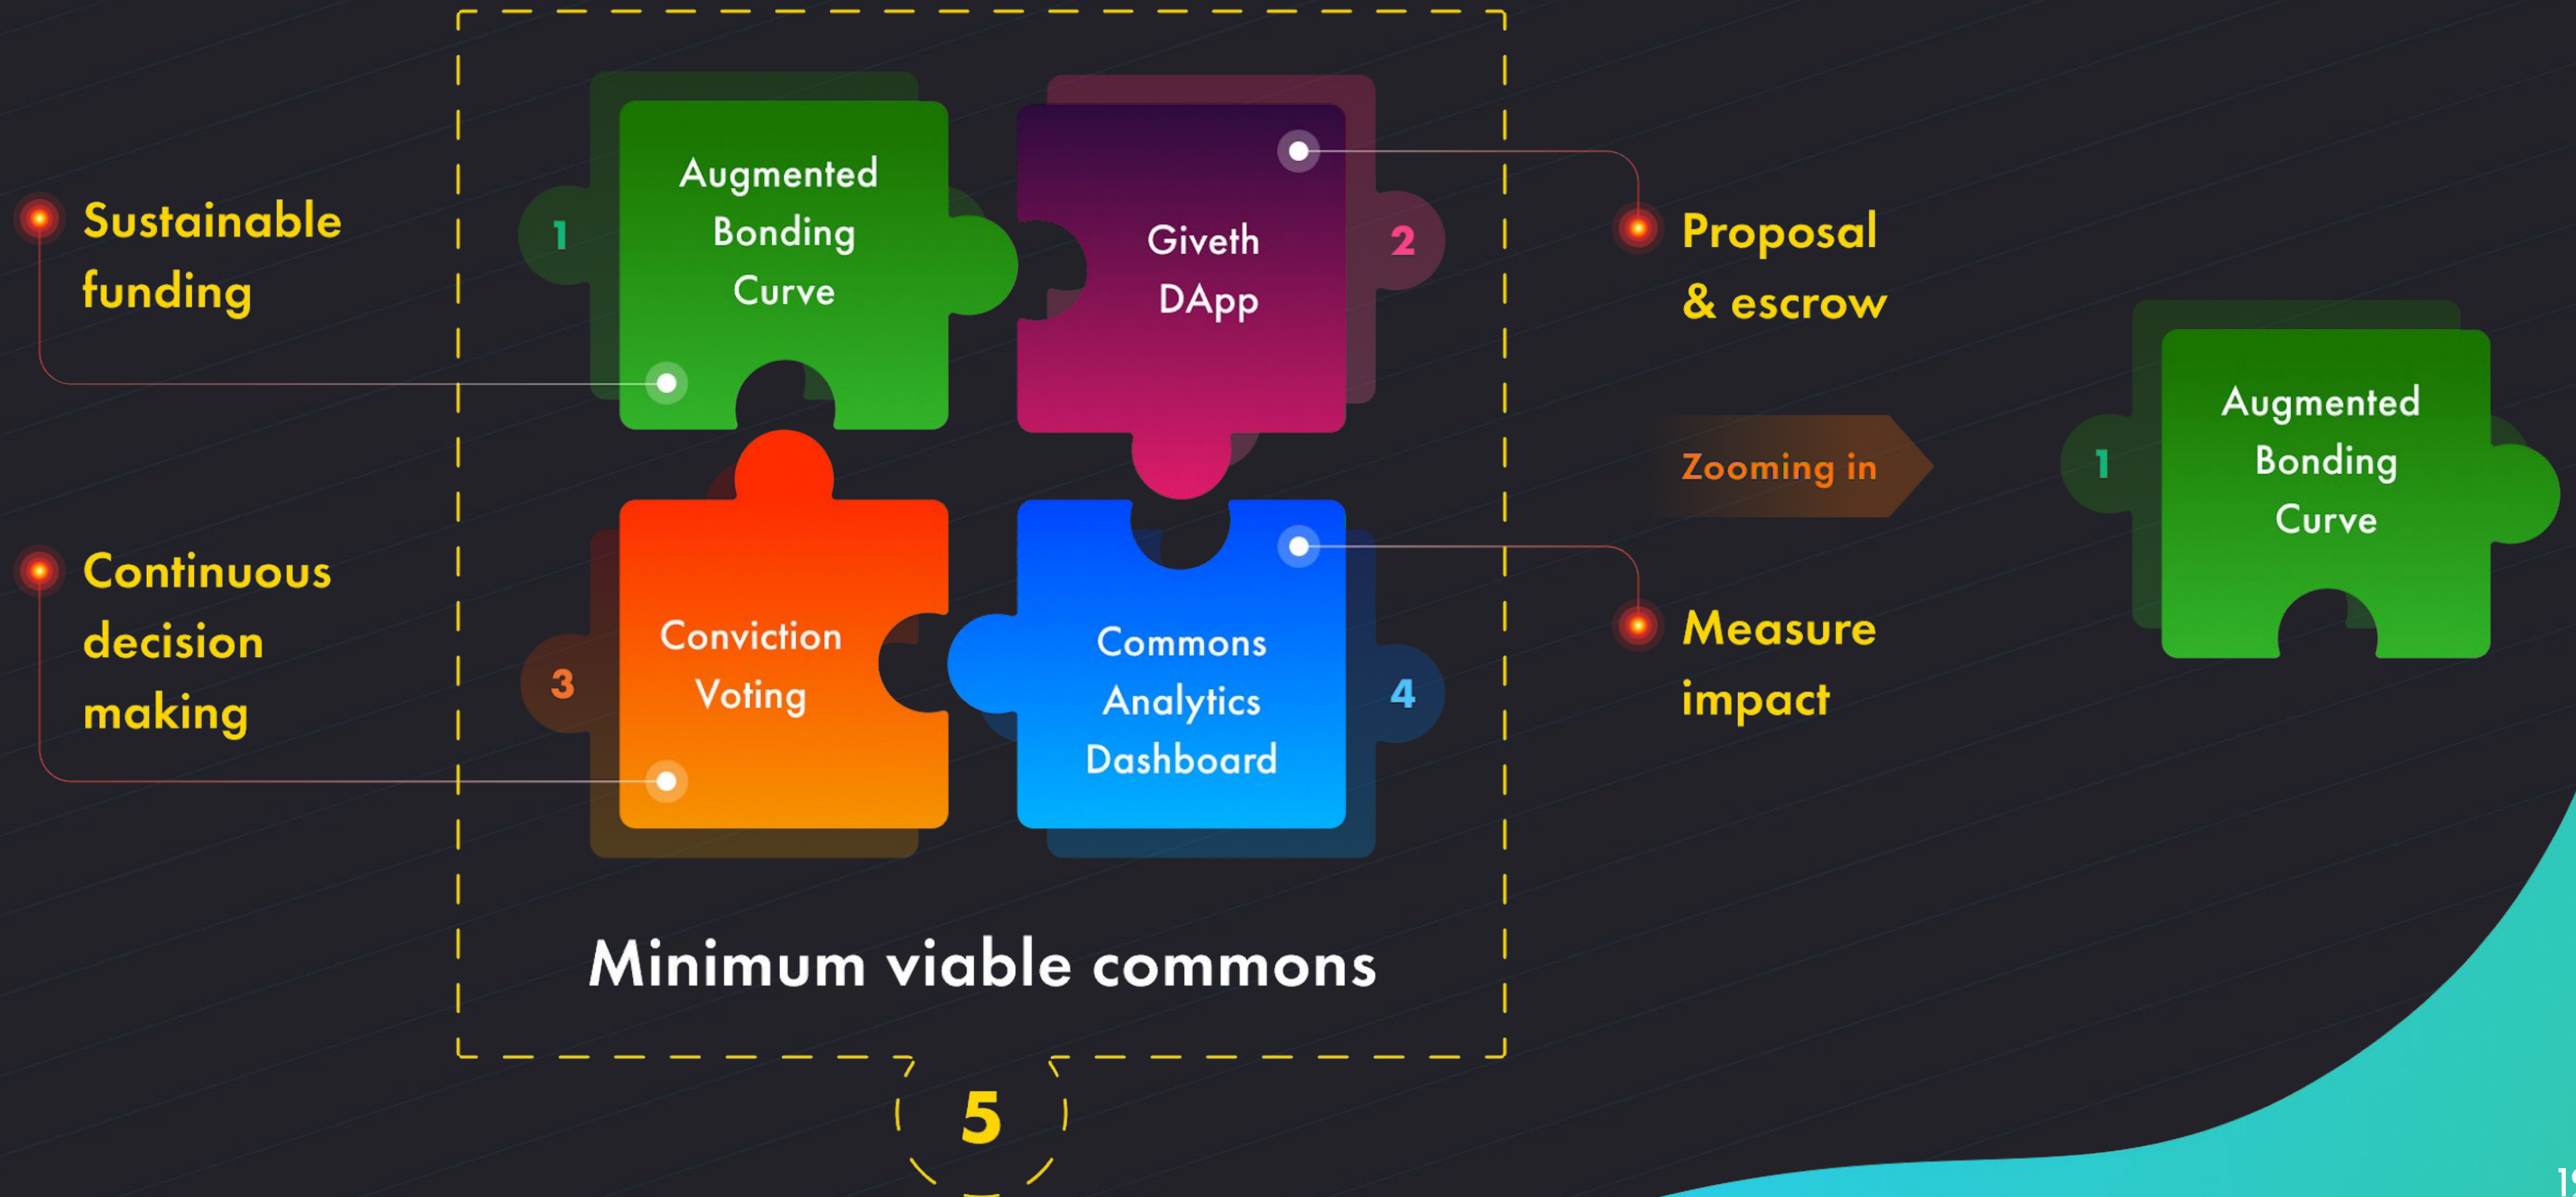 Sustainable
funding
Continuous
decision
making
1
Augmented
Bonding
Curve
Giveth
DApp
2
3
Conviction
Voting
Commons
Analytics
Dashboard
4
Minimum viable commons
5
Proposal
& escrow
Zooming in
Measure
impact
1
Augmented
Bonding
Curve